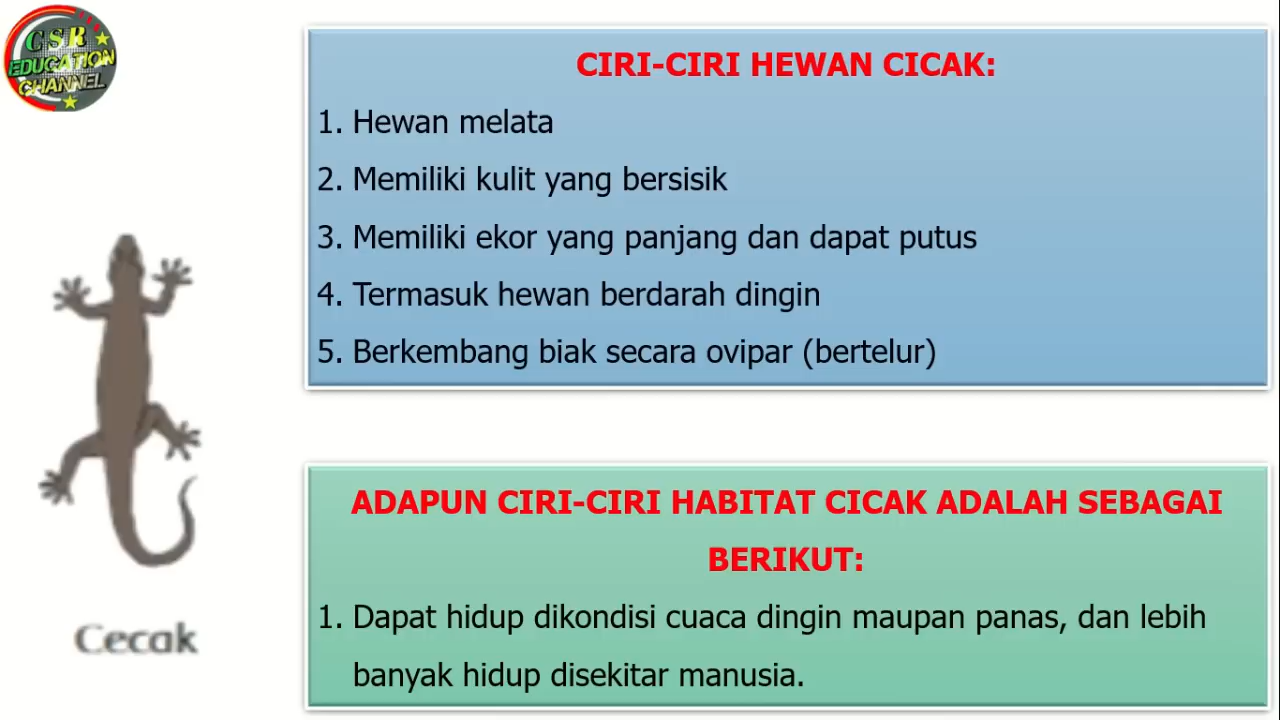 CSR
EDUCATION
CHANNEL
CIRI-CIRI HEWAN CICAK:
1. Hewan melata
2. Memiliki kulit yang bersisik
3. Memiliki ekor yang panjang dan dapat putus
4. Termasuk hewan berdarah dingin
5. Berkembang biak secara ovipar (bertelur)
Cecak
ADAPUN CIRI-CIRI HABITAT CICAK ADALAH SEBAGAI
BERIKUT:
1. Dapat hidup dikondisi cuaca dingin maupan panas, dan lebih
banyak hidup disekitar manusia.